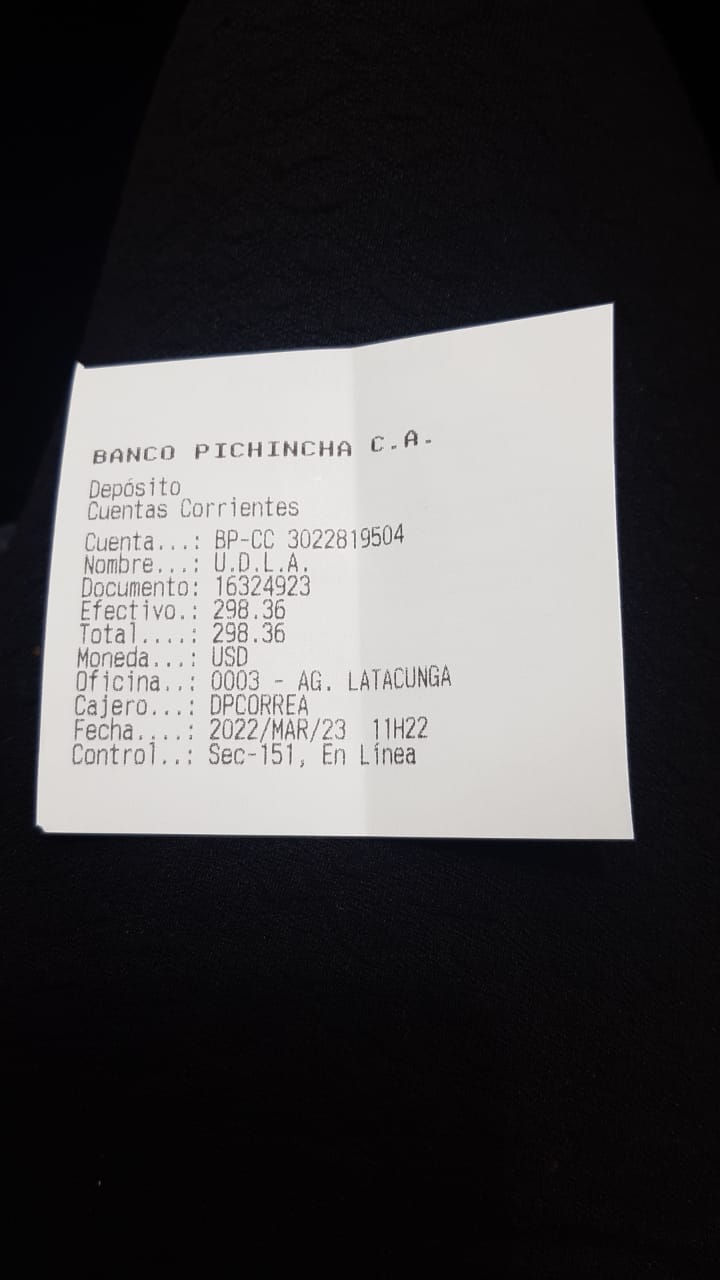 BANCO PICHINCHA C.A.
Depósito
Cuentas Corrientes
Cuenta...: BP-CC 3022819504
Nombre...: U.D.L.A.
Documento: 16324923
Efectivo.: 298.36
Total....: 298.36
Moneda...: USD
Oficina..: 0003 - AG. LATACUNGA
Cajero...: DPCORREA
Fecha....: 2022/MAR/23 11H22
Control..: Sec-151, En Línea